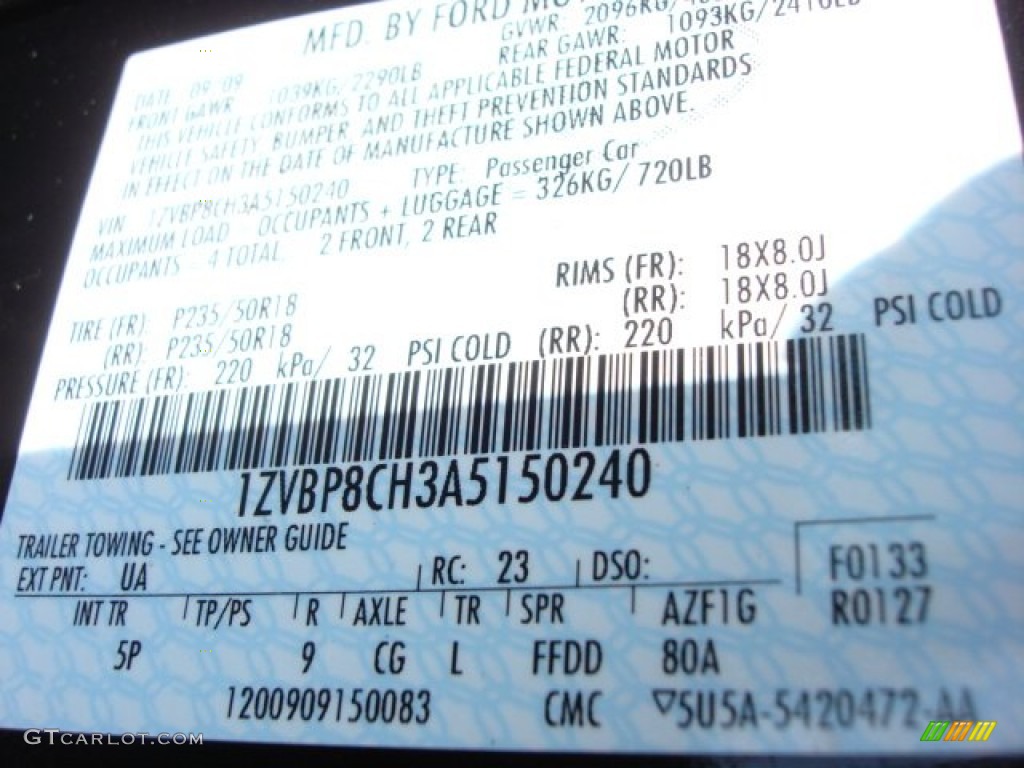 MFD. BY FORD
GVWR: 2096KG/
DATE 09/09 REAR GAWR: 1093KG/2410LB
FRONT GAWR 1039KG/2290LB
THIS VEHICLE CONFORMS TO ALL APPLICABLE FEDERAL MOTOR
VEHICLE SAFETY, BUMPER, AND THEFT PREVENTION STANDARDS
IN EFFECT ON THE DATE OF MANUFACTURE SHOWN ABOVE.
VIN 1ZVBP8CH3A5150240 TYPE: Passenger Car
MAXIMUM LOAD OCCUPANTS + LUGGAGE = 326KG/ 720LB
OCCUPANTS = 4 TOTAL, 2 FRONT, 2 REAR
RIMS (FR): 18X8.0J
TIRE (FR): P235/50R18 (RR): 18X8.0J
(RR): P235/50R18
PRESSURE (FR): 220 kPa/ 32 PSI COLD (RR): 220 kPa/ 32 PSI COLD
1ZVBP8CH3A5150240
TRAILER TOWING - SEE OWNER GUIDE
EXT PNT: UA RC: 23 DSO: F0133
INT TR TP/PS R AXLE TR SPR AZF1G R0127
5P 9 CG L FFDD 80A
1200909150083 CMC ▽5U5A-5420472-AA
GTCARLOT.COM